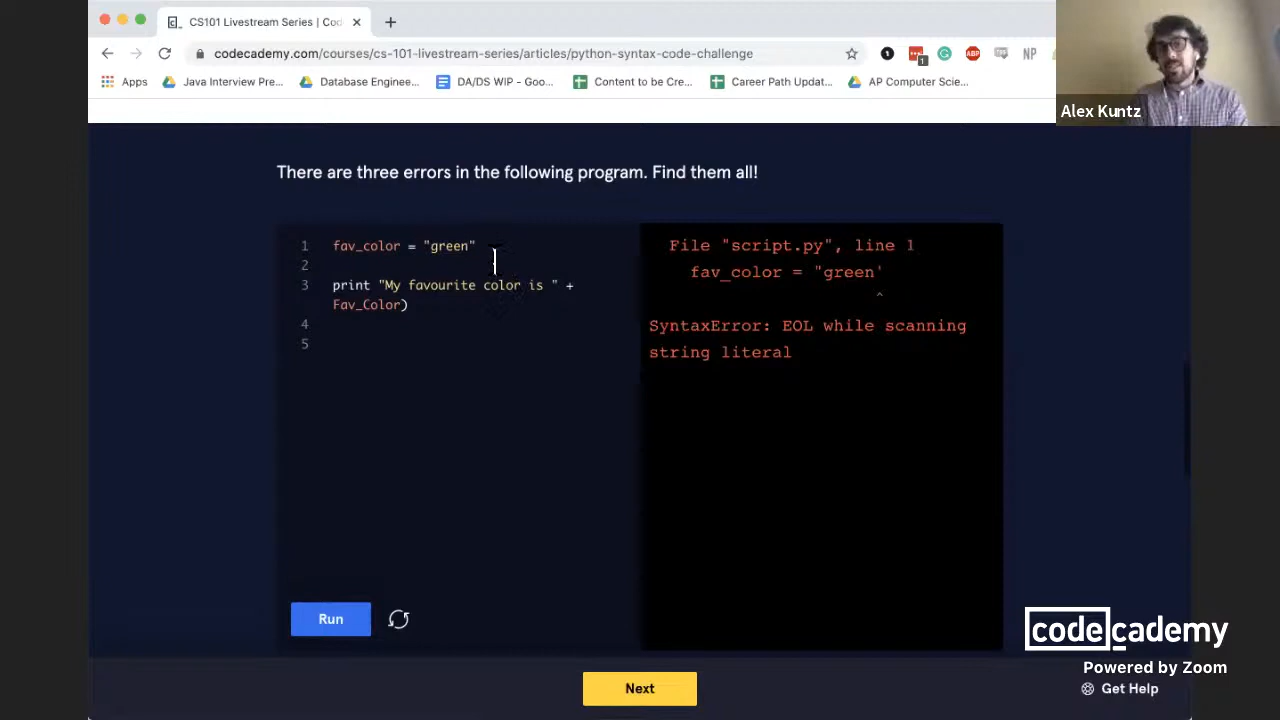 CS101 Livestream Series | Cod
codecademy.com/courses/cs-101-livestream-series/articles/python-syntax-code-challenge
1
ABP
NP
Apps
Java Interview Pre...
Database Enginee...
DA/DS WIP - Goo...
Content to be Cre...
Career Path Updat...
AP Computer Scie...
Alex Kuntz
There are three errors in the following program. Find them all!
1 fav_color = "green"
2
3 print "My favourite color is " +
Fav_Color)
4
5
File "script.py", line 1
fav_color = "green'
^
SyntaxError: EOL while scanning
string literal
Run
Next
codecademy
Powered by Zoom
Get Help